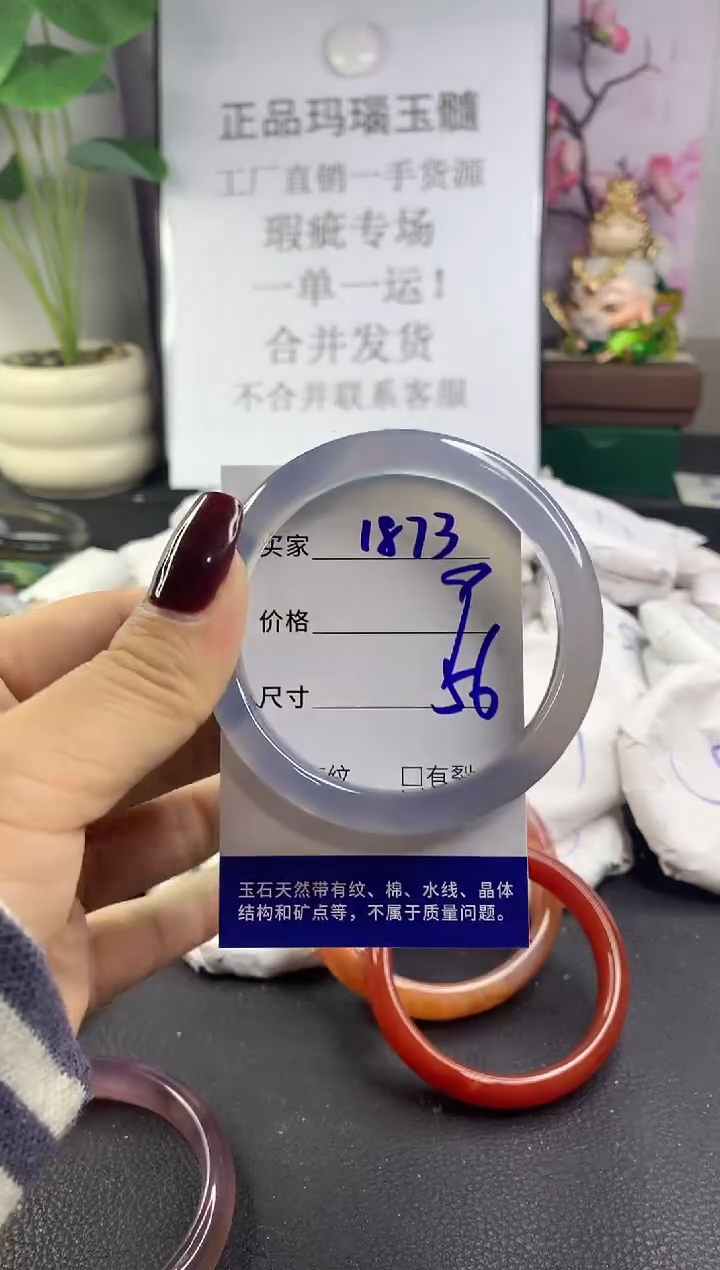 正品玛瑙玉髓
工厂直销一手货源
瑕疵专场
一单一运！
合并发货
不合并联系客服
买家 1873
价格
尺寸 56
纹 □有裂
玉石天然带有纹、棉、水线、晶体
结构和矿点等，不属于质量问题。